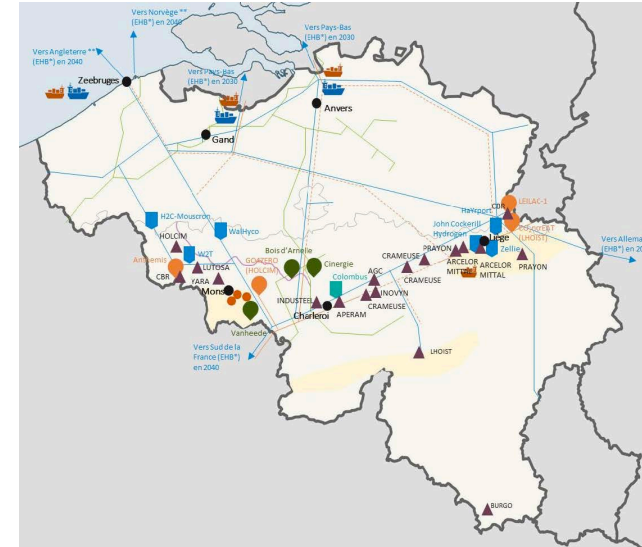 Vers Norvège **
(EHB*) en 2040
Vers Angleterre **
(EHB*) en 2040
Vers Pays-Bas
(EHB*) en 2030
Zeebruges
Vers Pays-Bas
(EHB*) en 2030
Anvers
Gand
LEILAC-1
CBR
HaYrport
H2C-Mouscron
WalHyco
John Cockerill
Hydrogen
(LHOIST)
Liège
HOLCIM
Bois d'Arnelle
Vers Allema
(EHB*) en 20
W2T
GO4ZERO
(HOLCIM)
Cinergie
CRAMEUSE
PRAYON
Zellie
LUTOSA
AGC
ARCELOR
MITTAL
ARCELOR
MITTAL
PRAYON
CBR
YARA
Colombus
CRAMEUSE
Mons
INDUSTEEL
INOVYN
Charleroi
APERAM
CRAMEUSE
Vanheede
Vers Sud de la
France (EHB*)
en 2040
LHOIST
BURGO